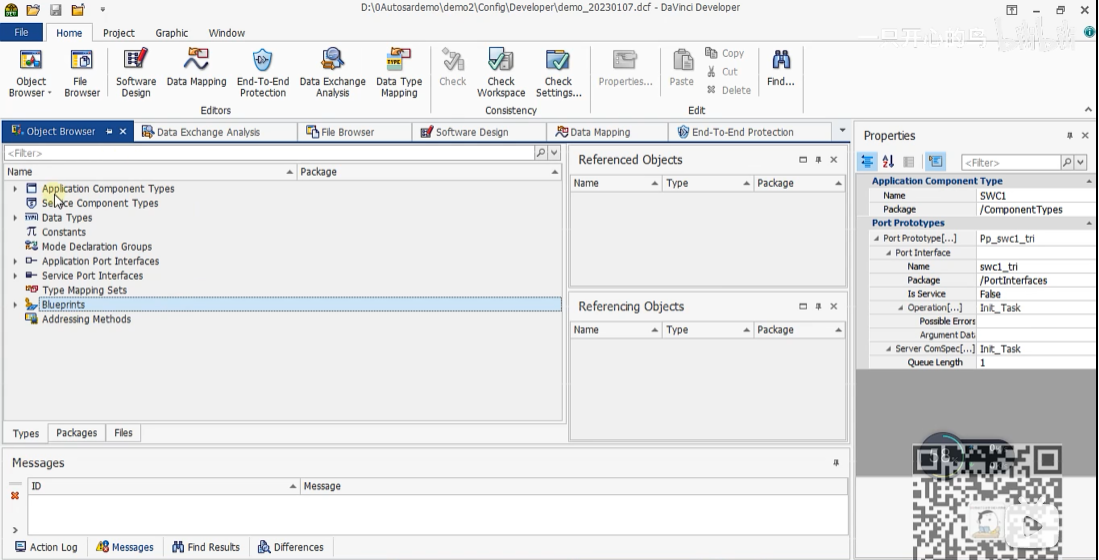 D:\0Autosardemo\demo2\Config\Developer\demo_20230107.dcf - DaVinci Developer
File
Home
Project
Graphic
Window
Object Browser
File Browser
Software Design
Data Mapping
End-To-End Protection
Data Exchange Analysis
Data Type Mapping
Editors
Check
Check Workspace
Check Settings...
Consistency
Properties...
Paste
Copy
Cut
Delete
Edit
Find...
Object Browser
Data Exchange Analysis
File Browser
Software Design
Data Mapping
End-To-End Protection
<Filter>
Name
Package
Application Component Types
Service Component Types
Data Types
Constants
Mode Declaration Groups
Application Port Interfaces
Service Port Interfaces
Type Mapping Sets
Blueprints
Addressing Methods
Types
Packages
Files
Referenced Objects
Name
Type
Package
Referencing Objects
Name
Type
Package
Properties
<Filter>
Application Component Type
Name SWC1
Package /ComponentTypes
Port Prototypes
Port Prototype[...] Pp_swc1_tri
Port Interface
Name swc1_tri
Package /PortInterfaces
Is Service False
Operation[...] Init_Task
Possible Errors
Argument Dat
Server ComSpec[...] Init_Task
Queue Length 1
Messages
ID
Message
Action Log
Messages
Find Results
Differences